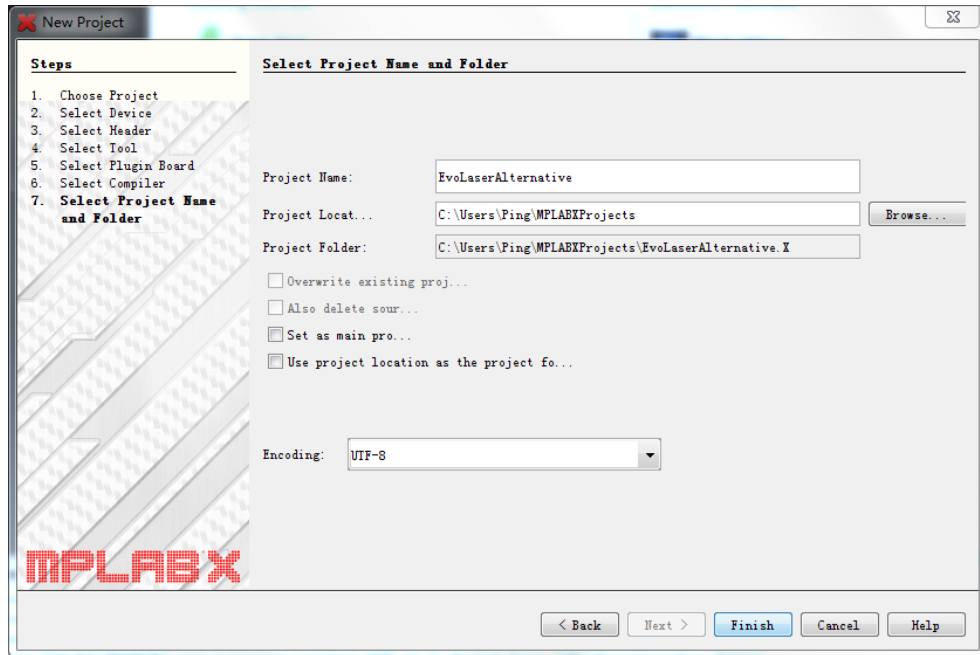 New Project
Steps
1. Choose Project
2. Select Device
3. Select Header
4. Select Tool
5. Select Plugin Board
6. Select Compiler
7. Select Project Name
and Folder
MPLAB X
Select Project Name and Folder
Project Name: EvoLaserAlternative
Project Locat... C:\Users\Ping\MPLABXProjects Browse...
Project Folder: C:\Users\Ping\MPLABXProjects\EvoLaserAlternative.X
Overwrite existing proj...
Also delete sour...
Set as main pro...
Use project location as the project fo...
Encoding: UTF-8
< Back Next > Finish Cancel Help